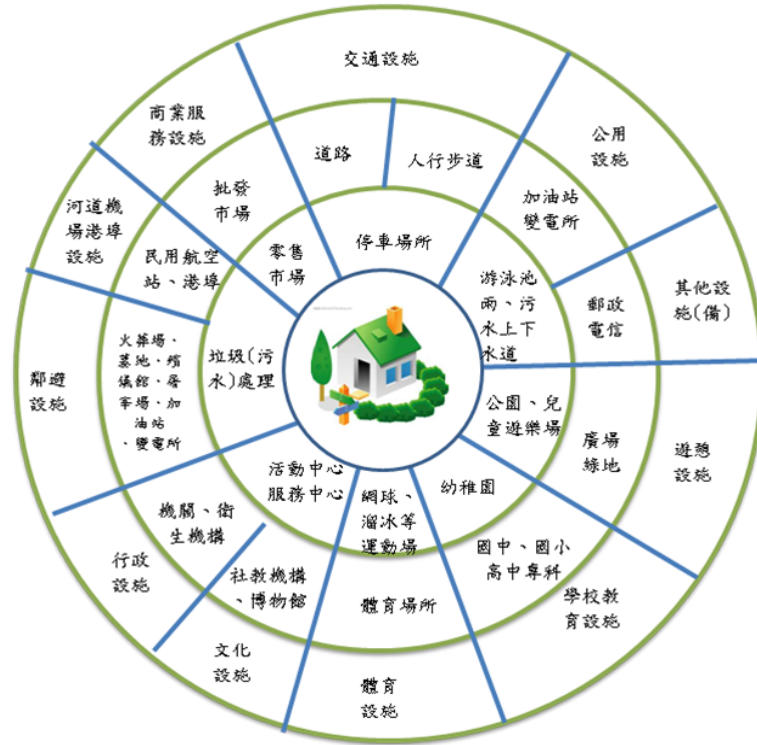 交通設施
公用
設施
其他設
施(備)
遊憩
設施
學校教
育設施
體育
設施
文化
設施
行政
設施
鄰避
設施
河道機
場港埠
設施
商業服
務設施
道路
人行步道
加油站
變電所
郵政
電信
廣場
綠地
國中、國小
高中專科
體育場所
社教機構
、博物館
機關、衛
生機構
火葬場、
墓地、殯
儀館、屠
宰場、加
油站
、變電所
民用航空
站、港埠
批發
市場
停車場所
游泳池
雨、污
水上下
水道
公園、兒
童遊樂場
幼稚園
網球、
溜冰等
運動場
活動中心
服務中心
垃圾(污
水)處理
零售
市場